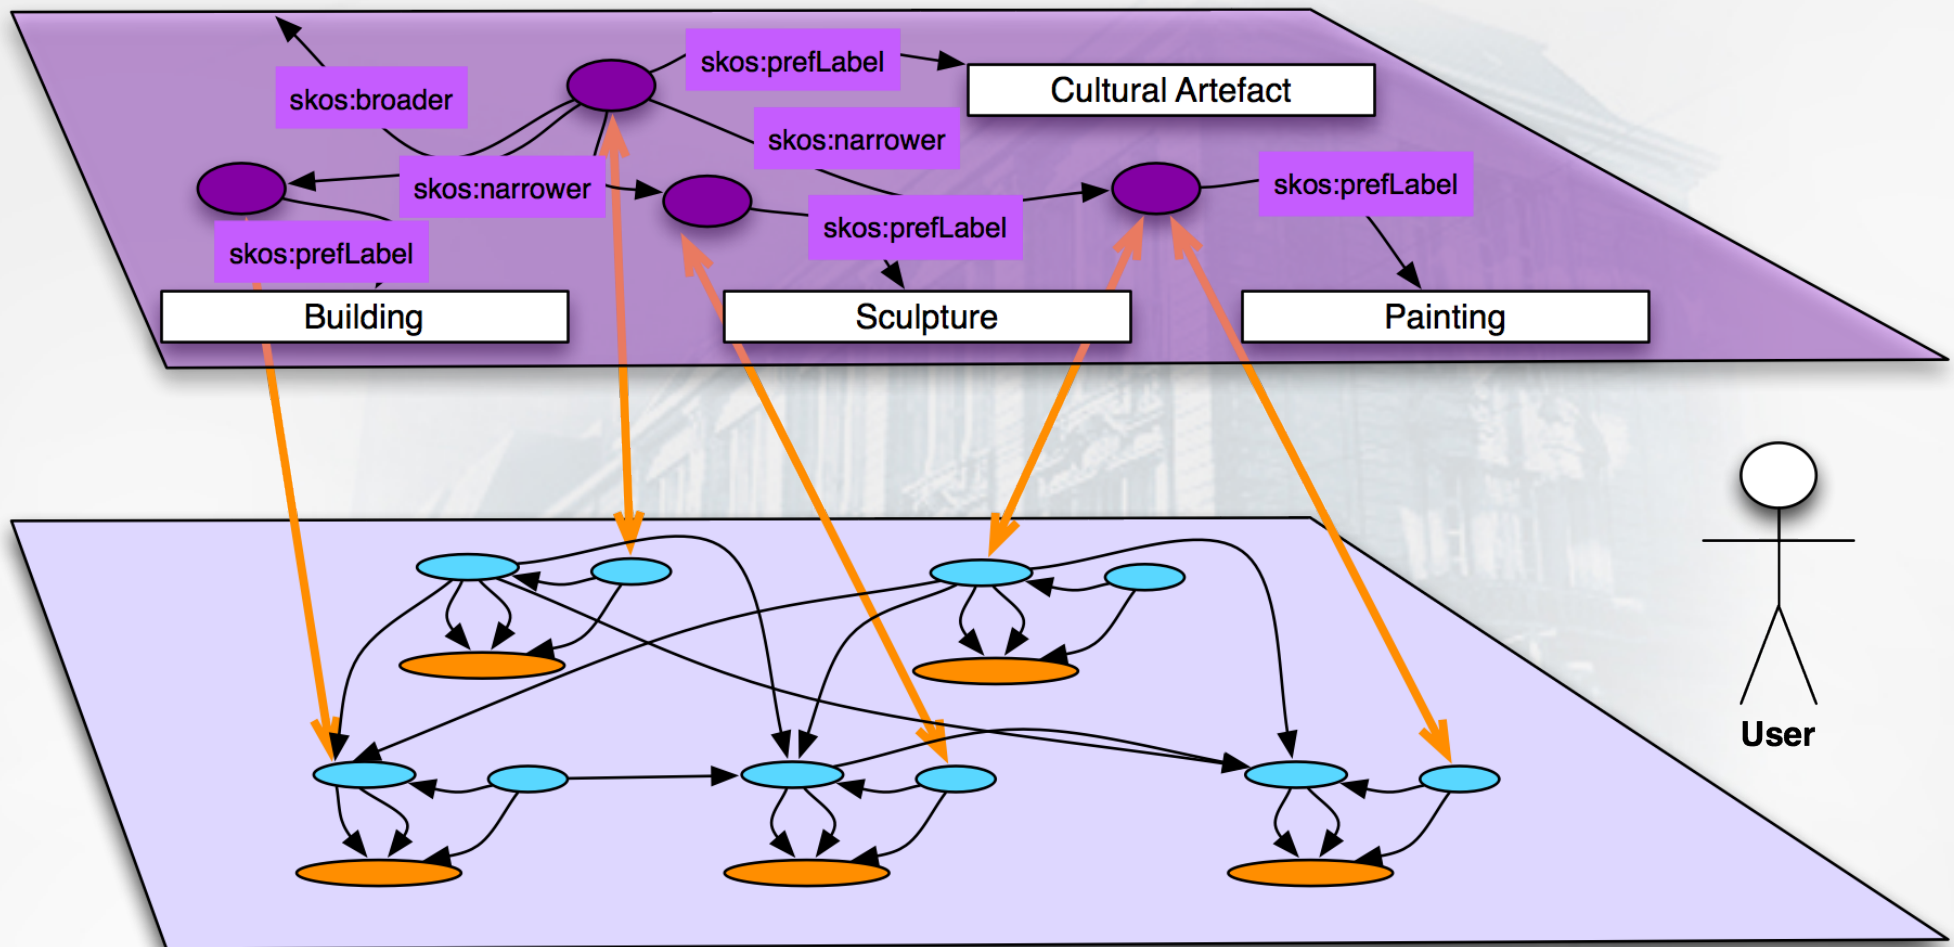 skos:prefLabel
Cultural Artefact
skos:broader
skos:narrower
skos:narrower
skos:prefLabel
skos:prefLabel
skos:prefLabel
Building
Sculpture
Painting
User